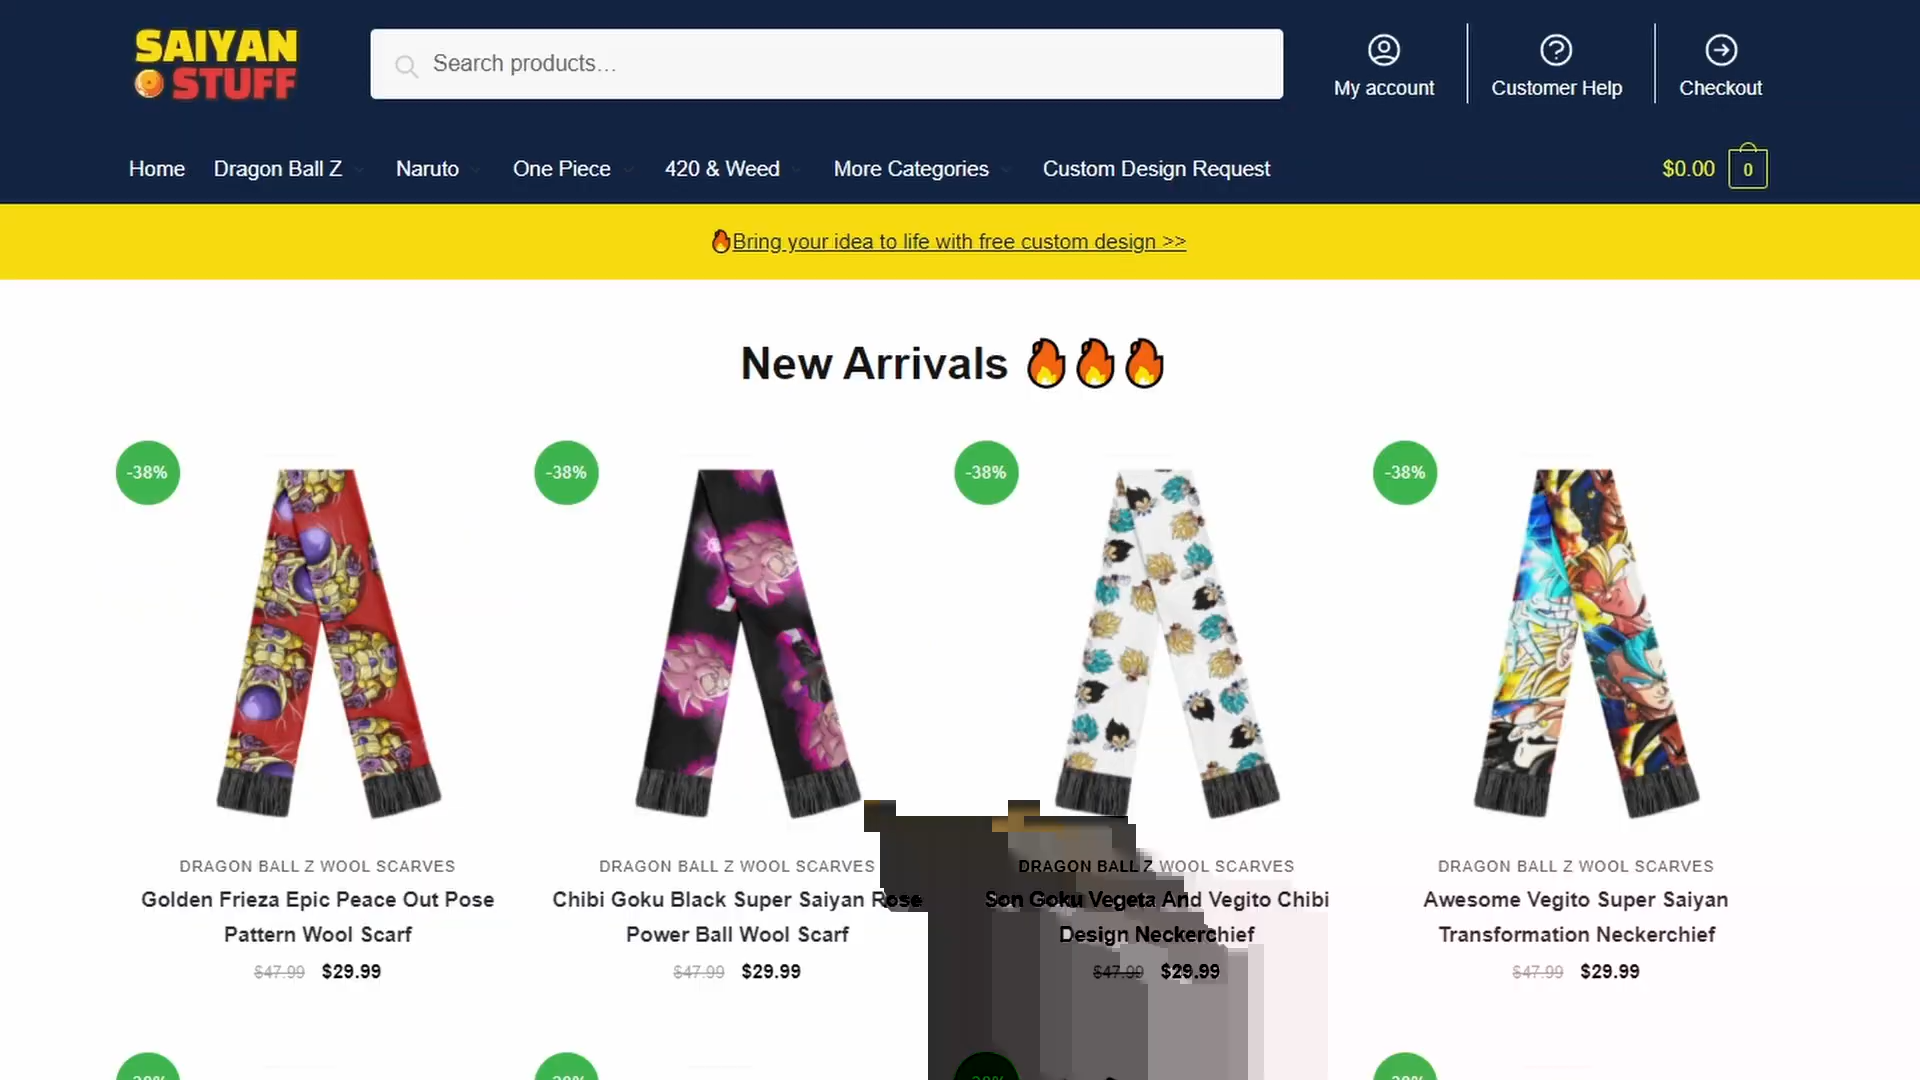 SAIYAN
STUFF
Search products...
My account
Customer Help
Checkout
Home
Dragon Ball Z
Naruto
One Piece
420 & Weed
More Categories
Custom Design Request
$0.00
0
Bring your idea to life with free custom design >>
New Arrivals
-38%
-38%
-38%
-38%
DRAGON BALL Z WOOL SCARVES
Golden Frieza Epic Peace Out Pose
Pattern Wool Scarf
$47.99 $29.99
DRAGON BALL Z WOOL SCARVES
Chibi Goku Black Super Saiyan Rose
Power Ball Wool Scarf
$47.99 $29.99
DRAGON BALL Z WOOL SCARVES
Son Goku Vegeta And Vegito Chibi
Design Neckerchief
$47.99 $29.99
DRAGON BALL Z WOOL SCARVES
Awesome Vegito Super Saiyan
Transformation Neckerchief
$47.99 $29.99